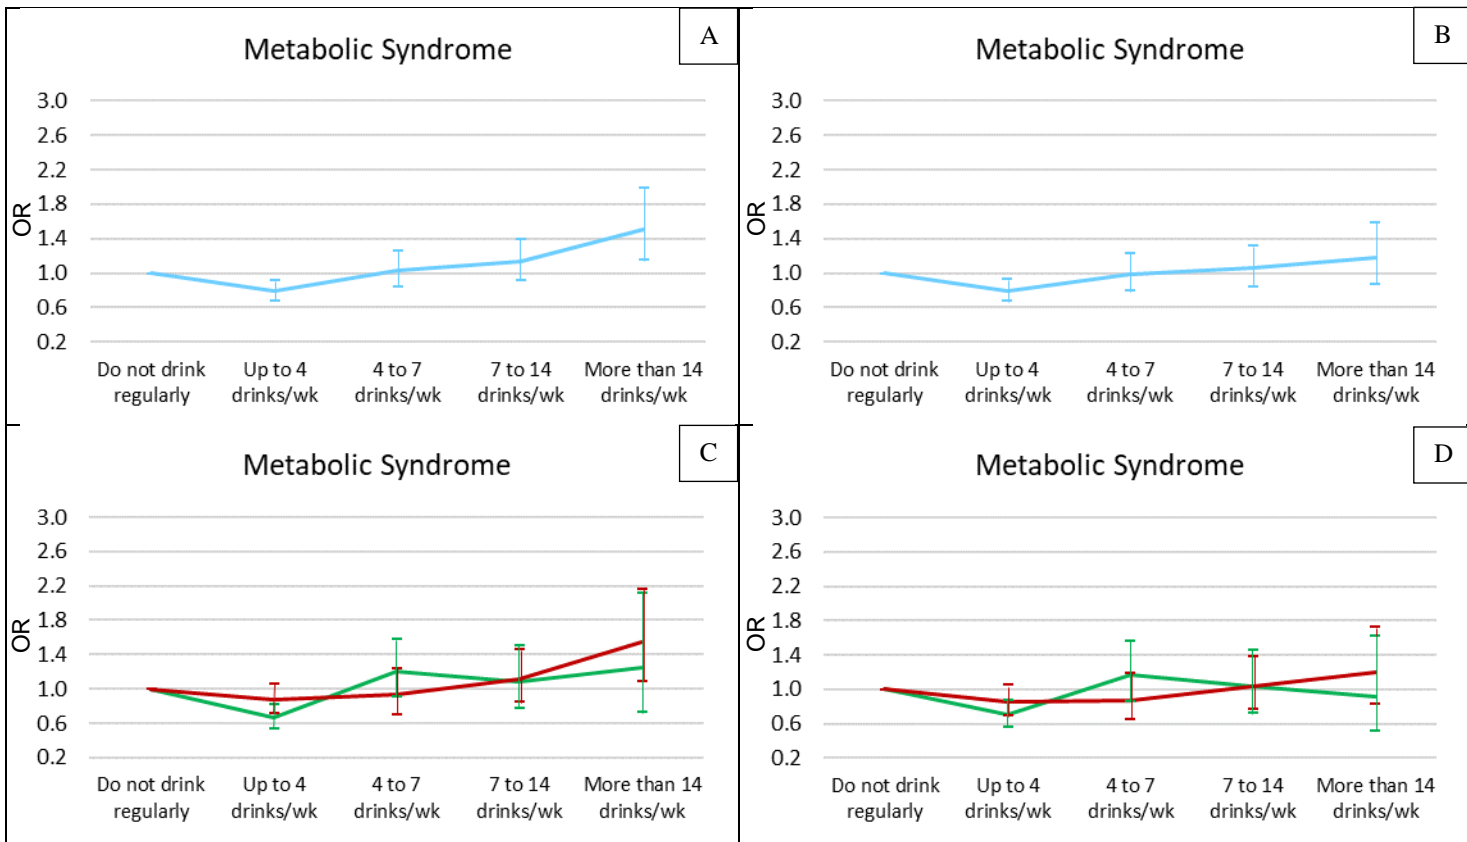 Metabolic Syndrome
A
3.0
2.6
2.2
1.8
1.4
1.0
0.6
0.2
OR
Do not drink
regularly
Up to 4
drinks/wk
4 to 7
drinks/wk
7 to 14
drinks/wk
More than 14
drinks/wk
Metabolic Syndrome
B
3.0
2.6
2.2
1.8
1.4
1.0
0.6
0.2
OR
Do not drink
regularly
Up to 4
drinks/wk
4 to 7
drinks/wk
7 to 14
drinks/wk
More than 14
drinks/wk
Metabolic Syndrome
C
3.0
2.6
2.2
1.8
1.4
1.0
0.6
0.2
OR
Do not drink
regularly
Up to 4
drinks/wk
4 to 7
drinks/wk
7 to 14
drinks/wk
More than 14
drinks/wk
Metabolic Syndrome
D
3.0
2.6
2.2
1.8
1.4
1.0
0.6
0.2
OR
Do not drink
regularly
Up to 4
drinks/wk
4 to 7
drinks/wk
7 to 14
drinks/wk
More than 14
drinks/wk